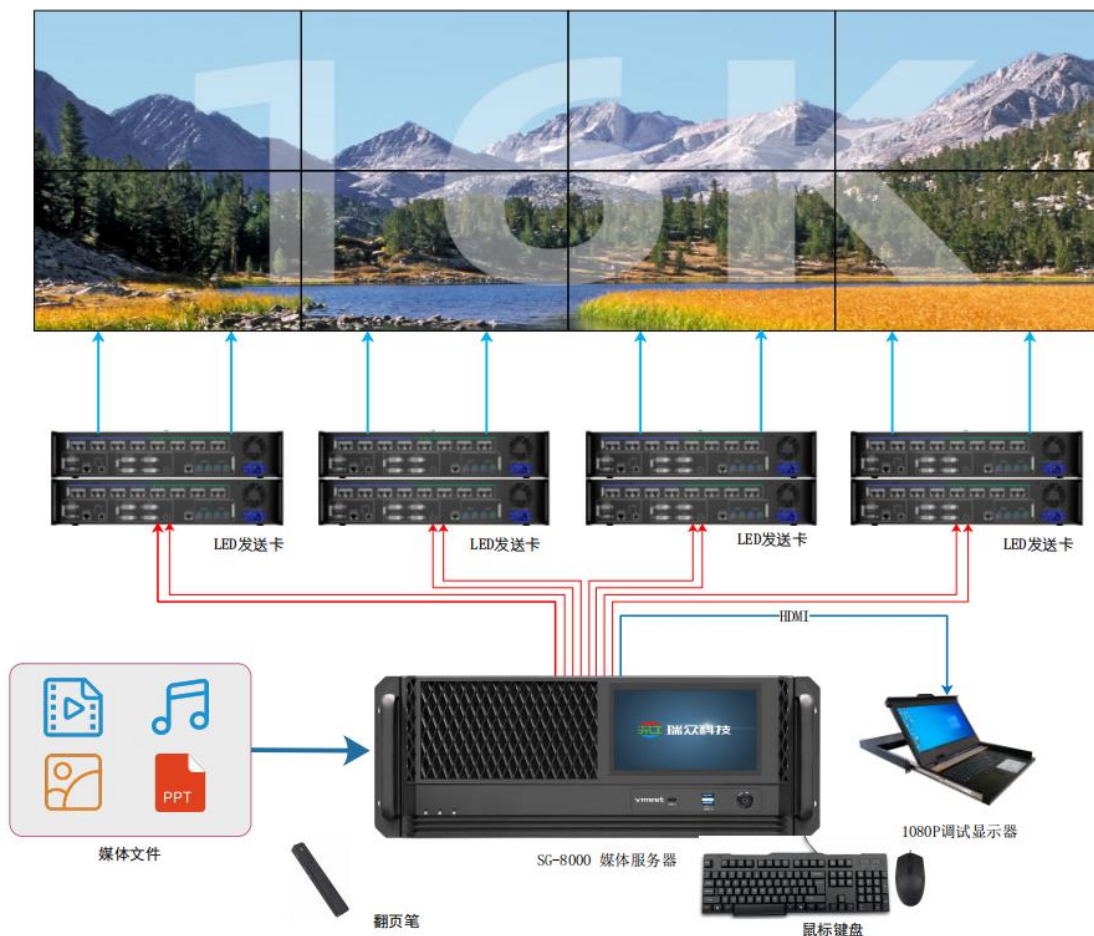 16K
LED发送卡
LED发送卡
LED发送卡
LED发送卡
HDMI
瑞众科技
PPT
vmeet
1080P调试显示器
媒体文件
SG-8000 媒体服务器
翻页笔
鼠标键盘